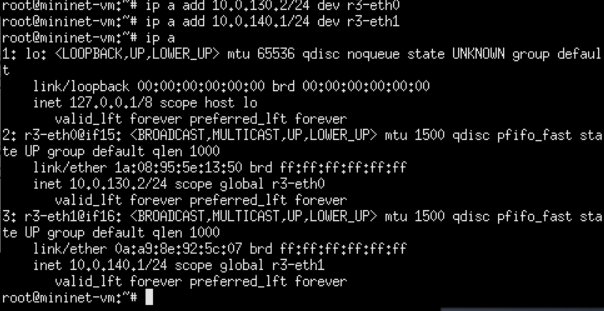 root@mininet-vm:~# ip a add 10.0.130.2/24 dev r3-eth0
root@mininet-vm:~# ip a add 10.0.140.1/24 dev r3-eth1
root@mininet-vm:~# ip a
1: lo: <LOOPBACK,UP,LOWER_UP> mtu 65536 qdisc noqueue state UNKNOWN group defaul
t
    link/loopback 00:00:00:00:00:00 brd 00:00:00:00:00:00
    inet 127.0.0.1/8 scope host lo
       valid_lft forever preferred_lft forever
2: r3-eth0@if15: <BROADCAST,MULTICAST,UP,LOWER_UP> mtu 1500 qdisc pfifo_fast sta
te UP group default qlen 1000
    link/ether 1a:08:95:5e:13:50 brd ff:ff:ff:ff:ff:ff
    inet 10.0.130.2/24 scope global r3-eth0
       valid_lft forever preferred_lft forever
3: r3-eth1@if16: <BROADCAST,MULTICAST,UP,LOWER_UP> mtu 1500 qdisc pfifo_fast sta
te UP group default qlen 1000
    link/ether 0a:a9:8e:92:5c:07 brd ff:ff:ff:ff:ff:ff
    inet 10.0.140.1/24 scope global r3-eth1
       valid_lft forever preferred_lft forever
root@mininet-vm:~#